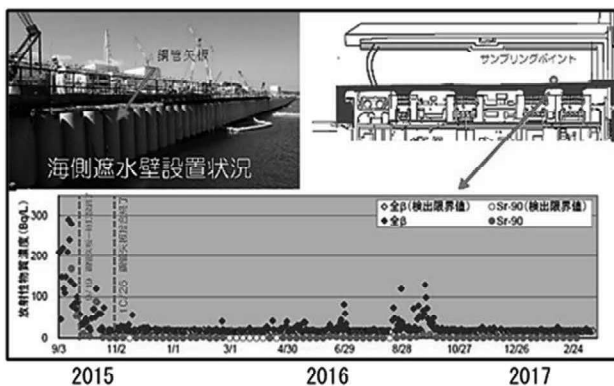 鋼管矢板
海側遮水壁設置状況
サンプリングポイント
放射性物質濃度 (Bq/L)
300
200
100
0
◇全β(検出限界値) ○Sr-90(検出限界値)
◆全β ●Sr-90
9/3 11/2 1/1 3/1 4/30 6/29 8/28 10/27 12/26 2/24
2015 2016 2017